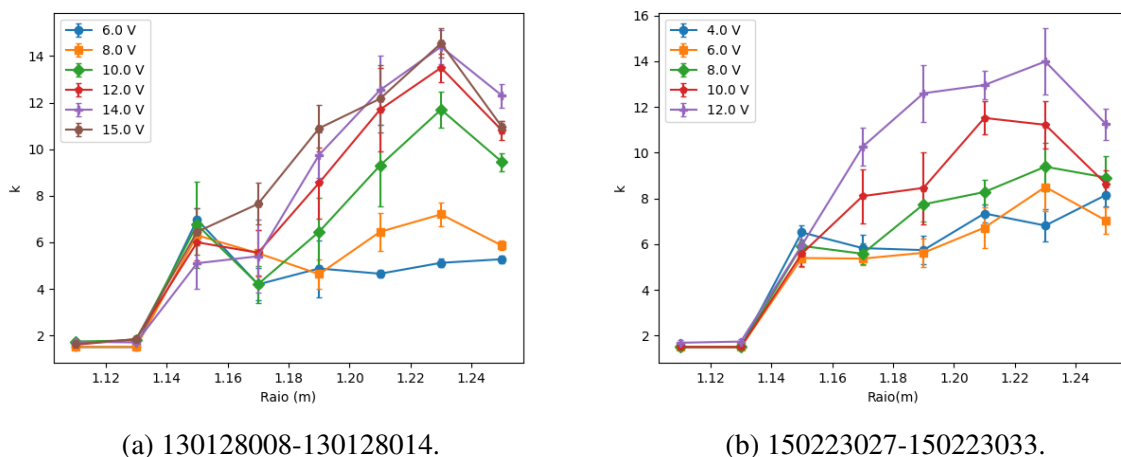 6.0 V
8.0 V
10.0 V
12.0 V
14.0 V
15.0 V
14
12
10
8
6
4
2
k
1.12 1.14 1.16 1.18 1.20 1.22 1.24
Raio (m)
(a) 130128008-130128014.
4.0 V
6.0 V
8.0 V
10.0 V
12.0 V
16
14
12
10
8
6
4
2
k
1.12 1.14 1.16 1.18 1.20 1.22 1.24
Raio(m)
(b) 150223027-150223033.